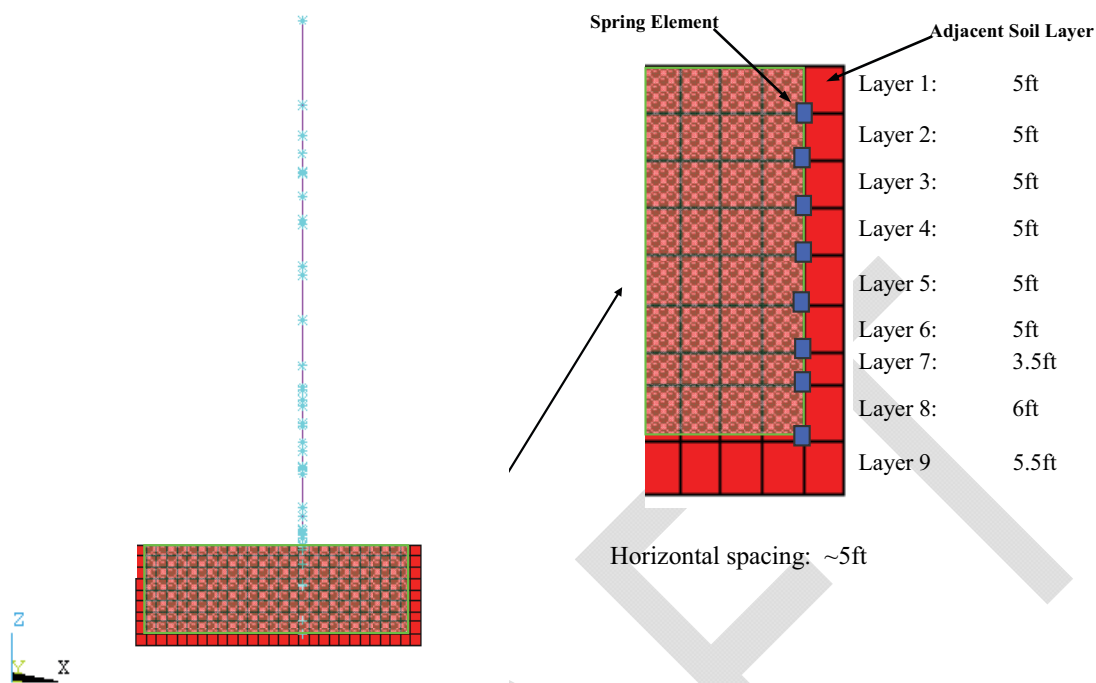 Spring Element
Adjacent Soil Layer
Layer 1: 5ft
Layer 2: 5ft
Layer 3: 5ft
Layer 4: 5ft
Layer 5: 5ft
Layer 6: 5ft
Layer 7: 3.5ft
Layer 8: 6ft
Layer 9 5.5ft
Horizontal spacing: ~5ft
Z
Y X